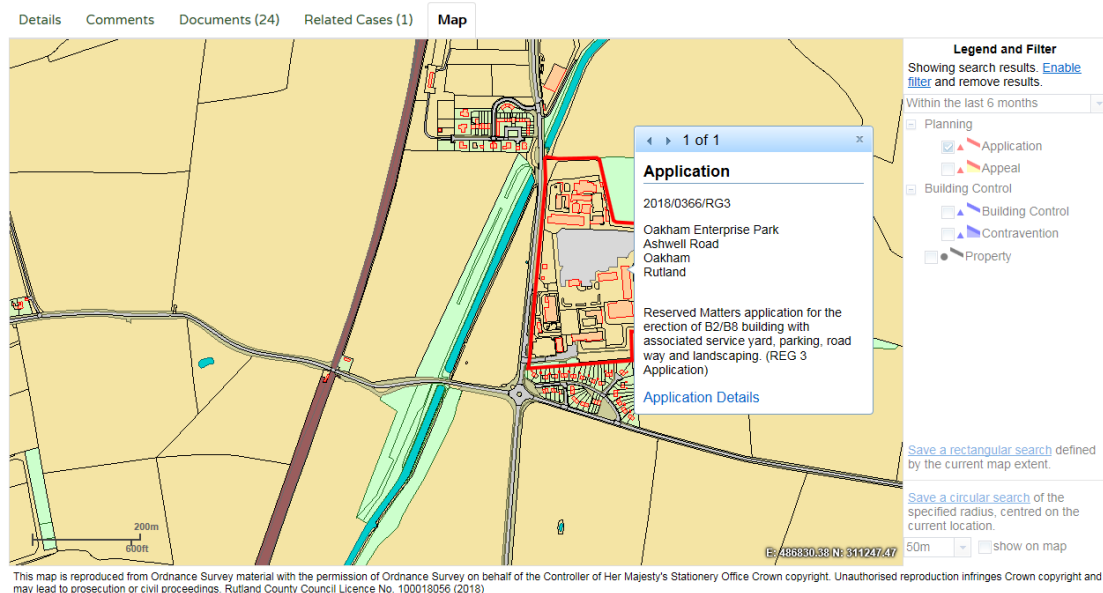 Details Comments Documents (24) Related Cases (1) Map
Legend and Filter
Showing search results. Enable
filter and remove results.
Within the last 6 months
Planning
Application
Appeal
Building Control
Building Control
Contravention
Property
1 of 1
Application
2018/0366/RG3
Oakham Enterprise Park
Ashwell Road
Oakham
Rutland
Reserved Matters application for the
erection of B2/B8 building with
associated service yard, parking, road
way and landscaping. (REG 3
Application)
Application Details
Save a rectangular search defined
by the current map extent.
Save a circular search of the
specified radius, centred on the
current location.
50m show on map
200m
600ft
E: 486830.38 N: 311247.47
This map is reproduced from Ordnance Survey material with the permission of Ordnance Survey on behalf of the Controller of Her Majesty's Stationery Office Crown copyright. Unauthorised reproduction infringes Crown copyright and
may lead to prosecution or civil proceedings. Rutland County Council Licence No. 100018056 (2018)